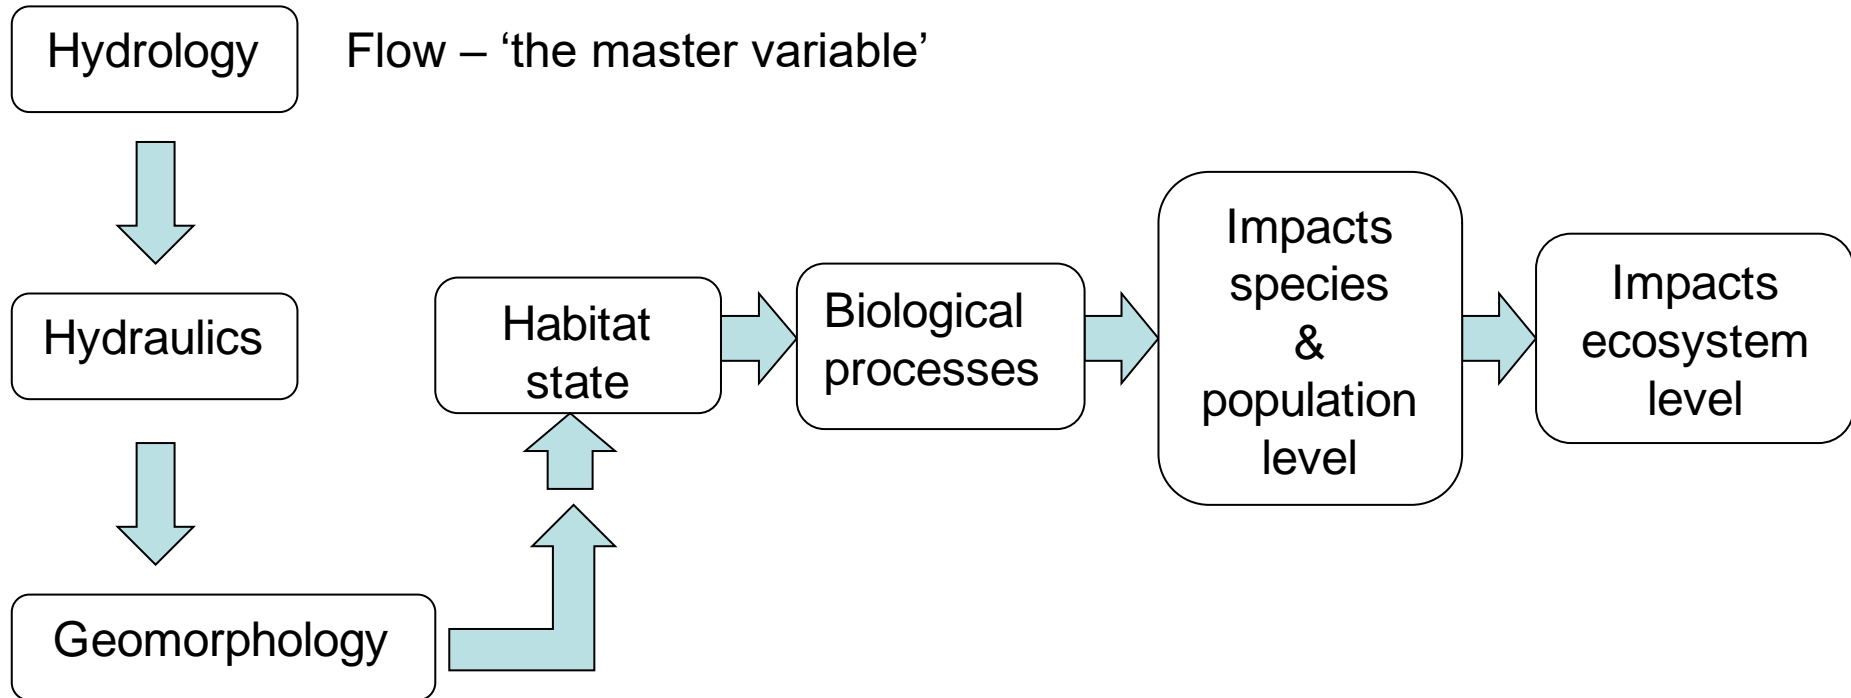 Hydrology
Flow – ‘the master variable’
Hydraulics
Geomorphology
Habitat
state
Biological
processes
Impacts
species
&
population
level
Impacts
ecosystem
level